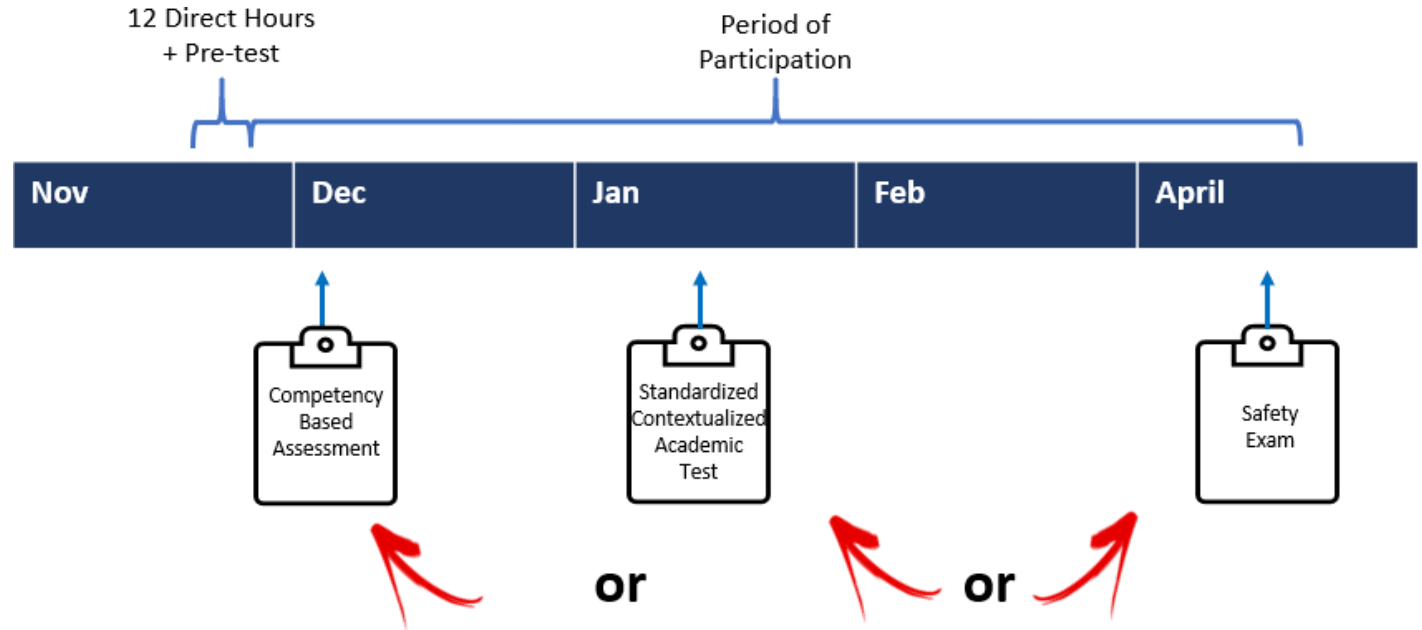 12 Direct Hours
+ Pre-test
Period of
Participation
Nov
Dec
Jan
Feb
April
Competency
Based
Assessment
Standardized
Contextualized
Academic
Test
Safety
Exam
or
or